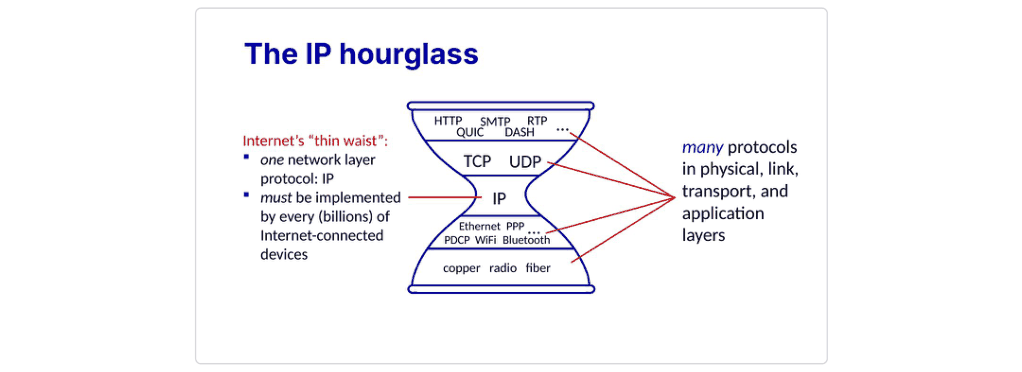 The IP hourglass
Internet's “thin waist”:
▪ one network layer
protocol: IP
▪ must be implemented
by every (billions) of
Internet-connected
devices
HTTP SMTP RTP
QUIC DASH ...
TCP UDP
IP
Ethernet PPP ...
PDCP WiFi Bluetooth
copper radio fiber
many protocols
in physical, link,
transport, and
application
layers